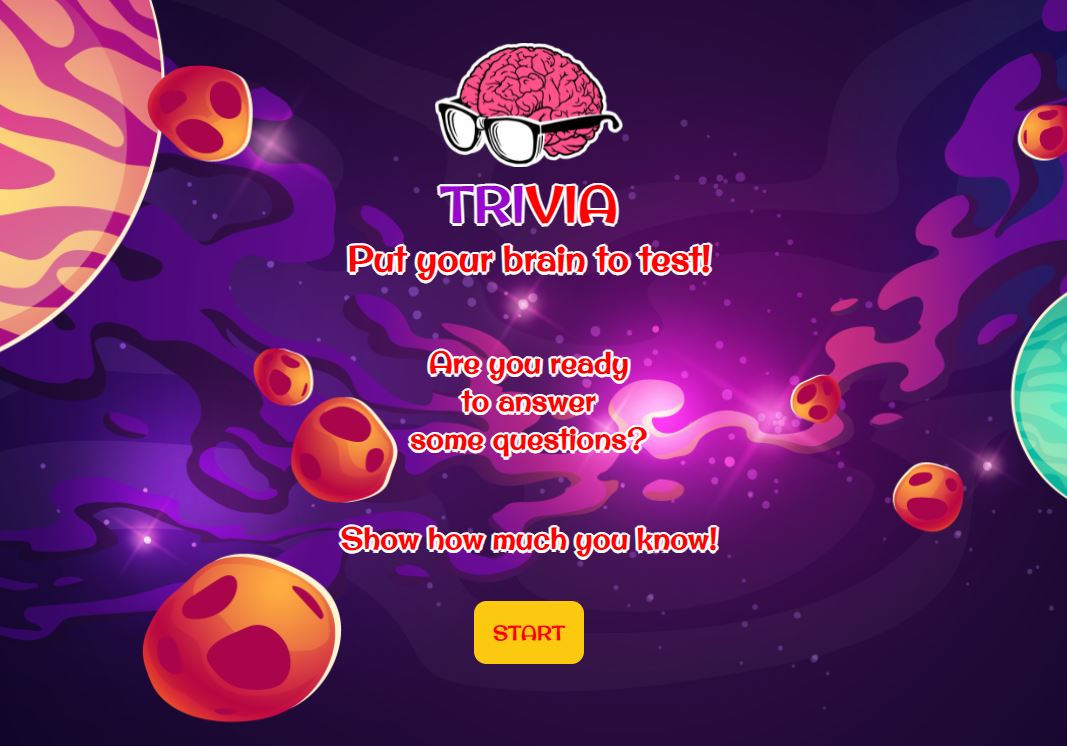 TRIVIA
Put your brain to test!
Are you ready
to answer
some questions?
Show how much you know!
START